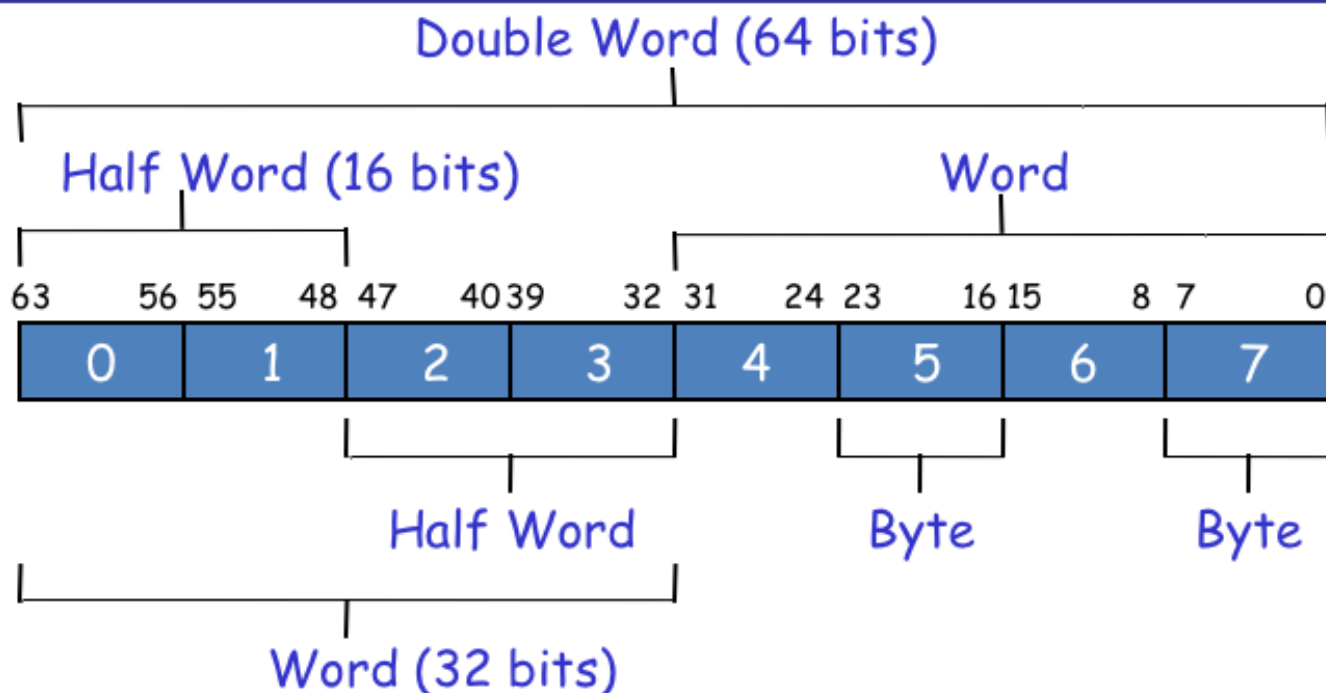 Double Word (64 bits)
Half Word (16 bits) Word
63 56 55 48 47 40 39 32 31 24 23 16 15 8 7 0
0 1 2 3 4 5 6 7
Half Word Byte Byte
Word (32 bits)